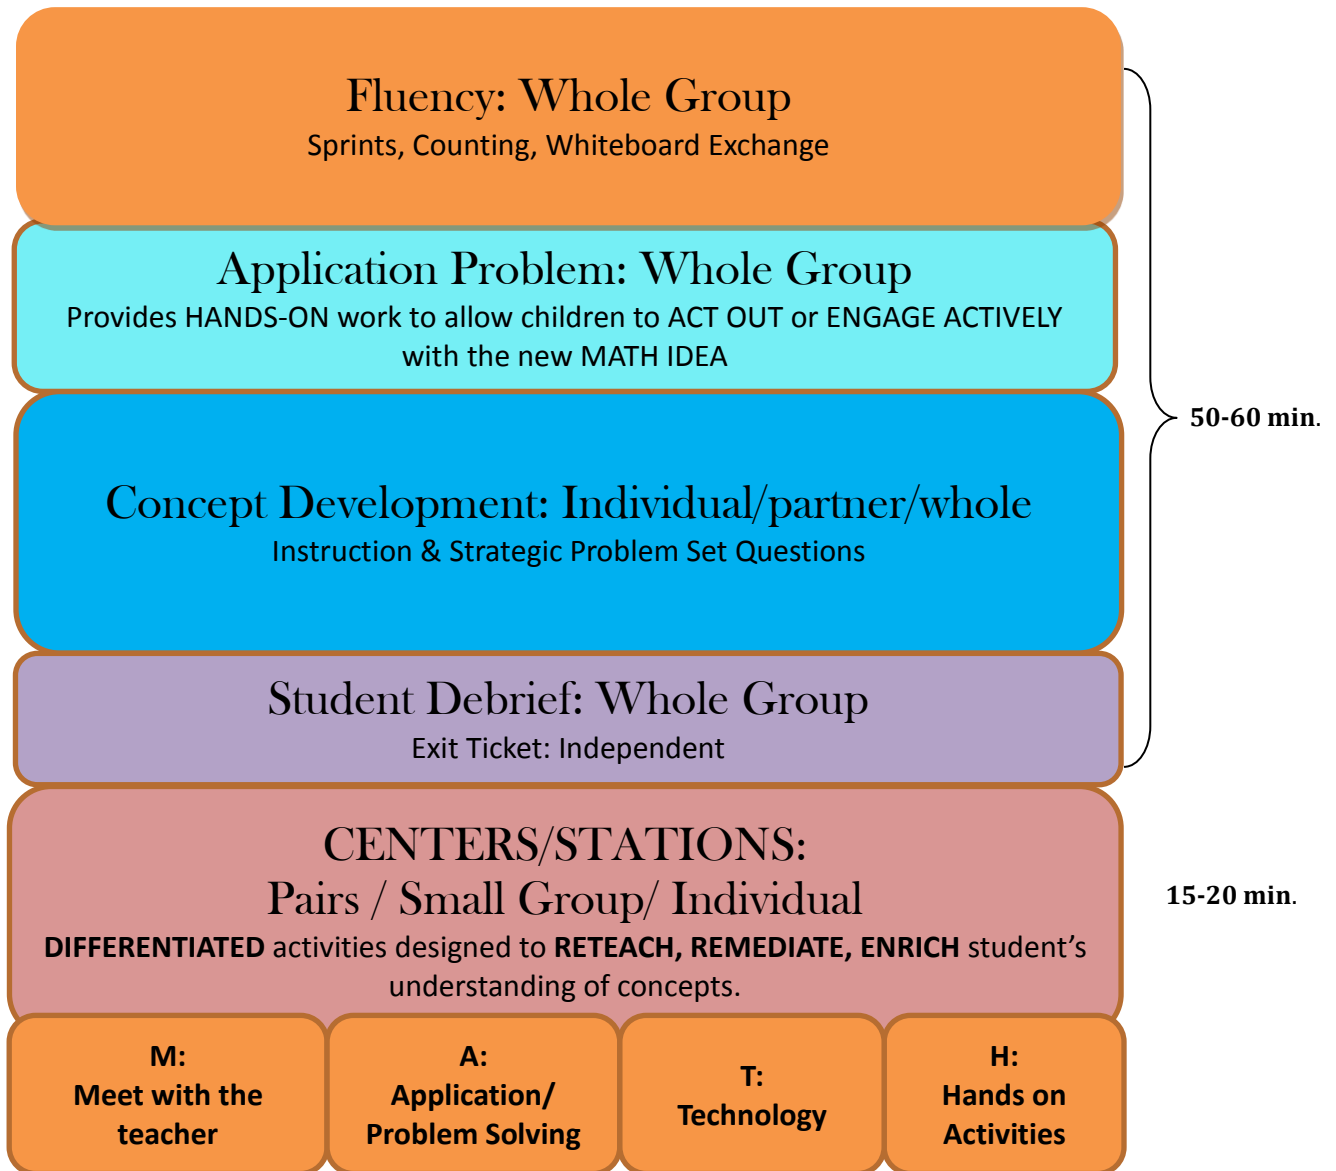 Fluency: Whole Group
Sprints, Counting, Whiteboard Exchange
Application Problem: Whole Group
Provides HANDS-ON work to allow children to ACT OUT or ENGAGE ACTIVELY
with the new MATH IDEA
50-60 min.
Concept Development: Individual/partner/whole
Instruction & Strategic Problem Set Questions
Student Debrief: Whole Group
Exit Ticket: Independent
CENTERS/STATIONS:
Pairs / Small Group/ Individual
15-20 min.
DIFFERENTIATED activities designed to RETEACH, REMEDIATE, ENRICH student’s
understanding of concepts.
M:
Meet with the
teacher
A:
Application/
Problem Solving
T:
Technology
H:
Hands on
Activities